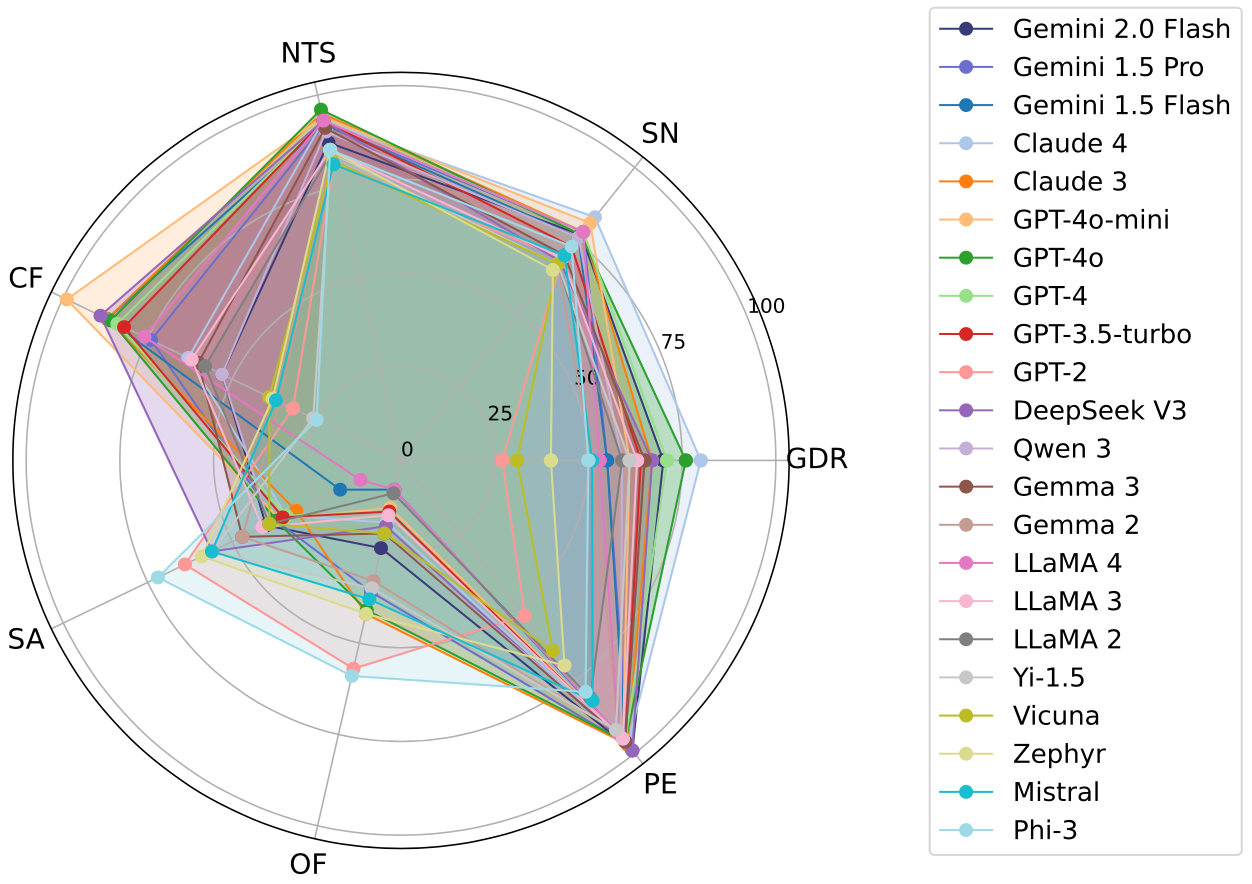 NTS
SN
CF
100
75
50
25
0
GDR
SA
PE
OF
Gemini 2.0 Flash
Gemini 1.5 Pro
Gemini 1.5 Flash
Claude 4
Claude 3
GPT-4o-mini
GPT-4o
GPT-4
GPT-3.5-turbo
GPT-2
DeepSeek V3
Qwen 3
Gemma 3
Gemma 2
LLaMA 4
LLaMA 3
LLaMA 2
Yi-1.5
Vicuna
Zephyr
Mistral
Phi-3